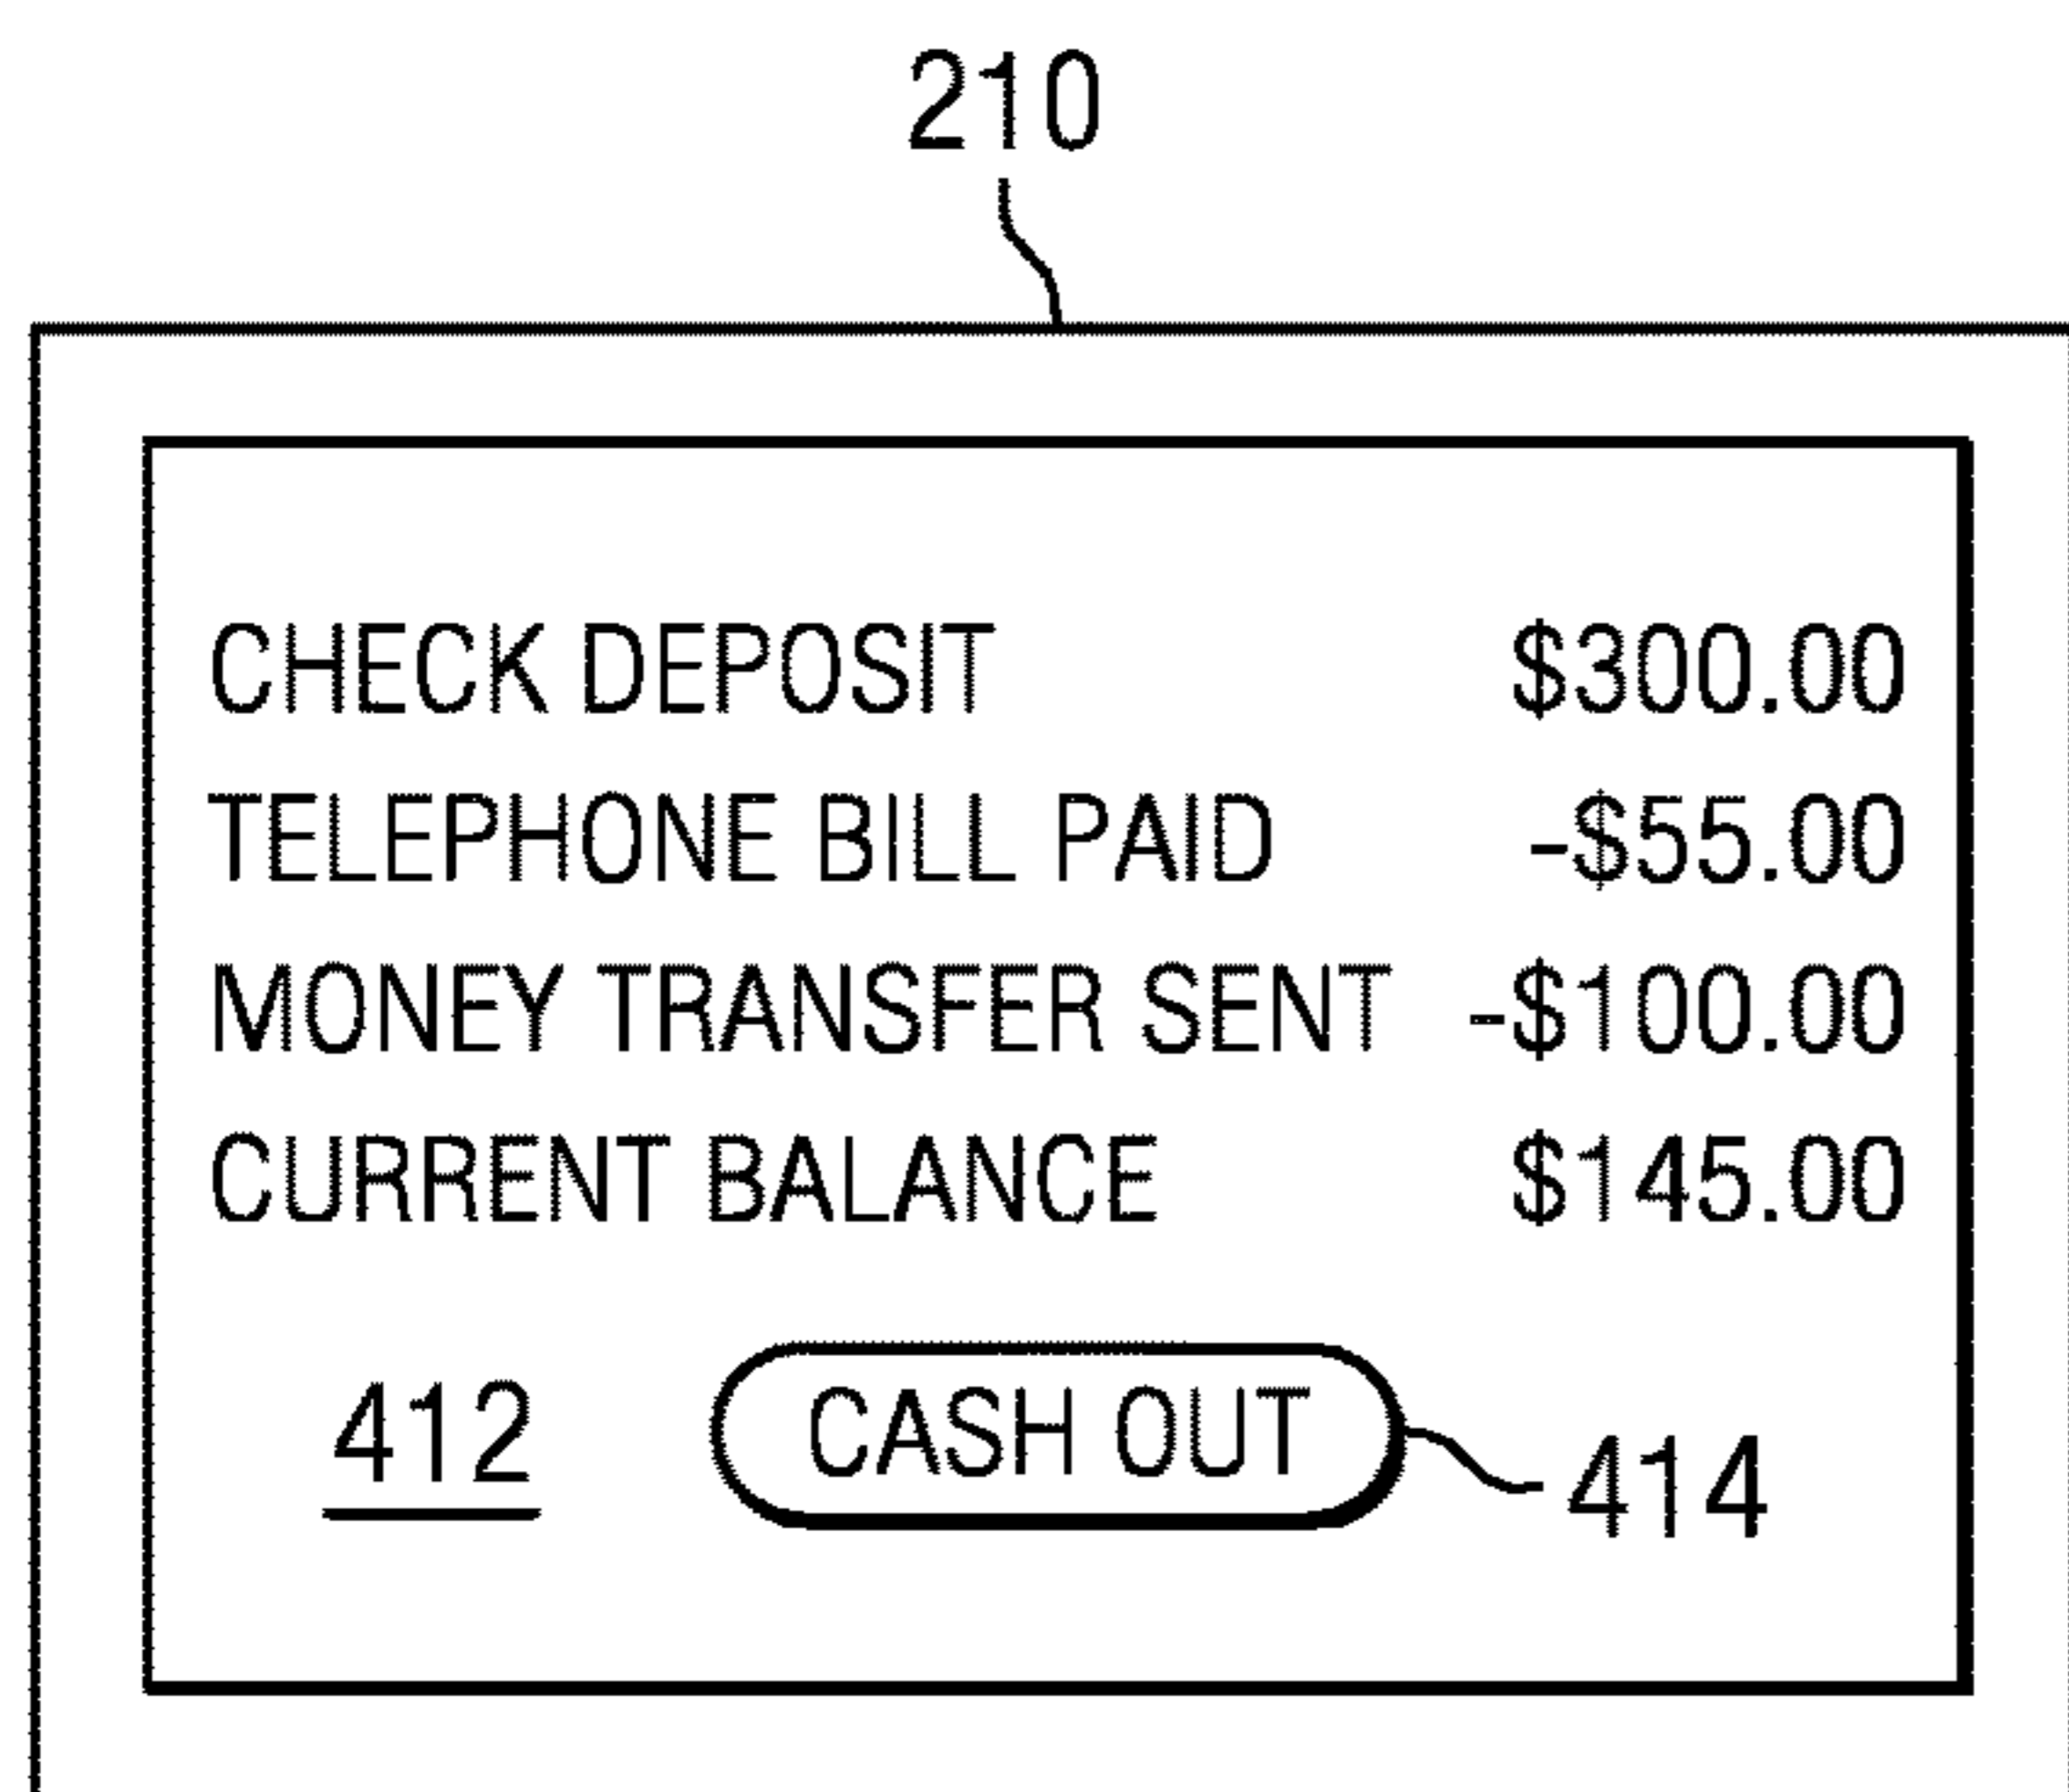 210
CHECK DEPOSIT $300.00
TELEPHONE BILL PAID -$55.00
MONEY TRANSFER SENT -$100.00
CURRENT BALANCE $145.00
412 CASH OUT 414